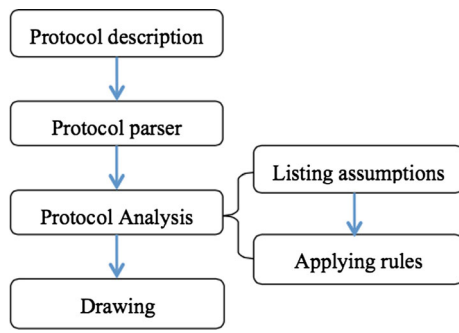 Protocol description
Protocol parser
Protocol Analysis
Listing assumptions
Applying rules
Drawing